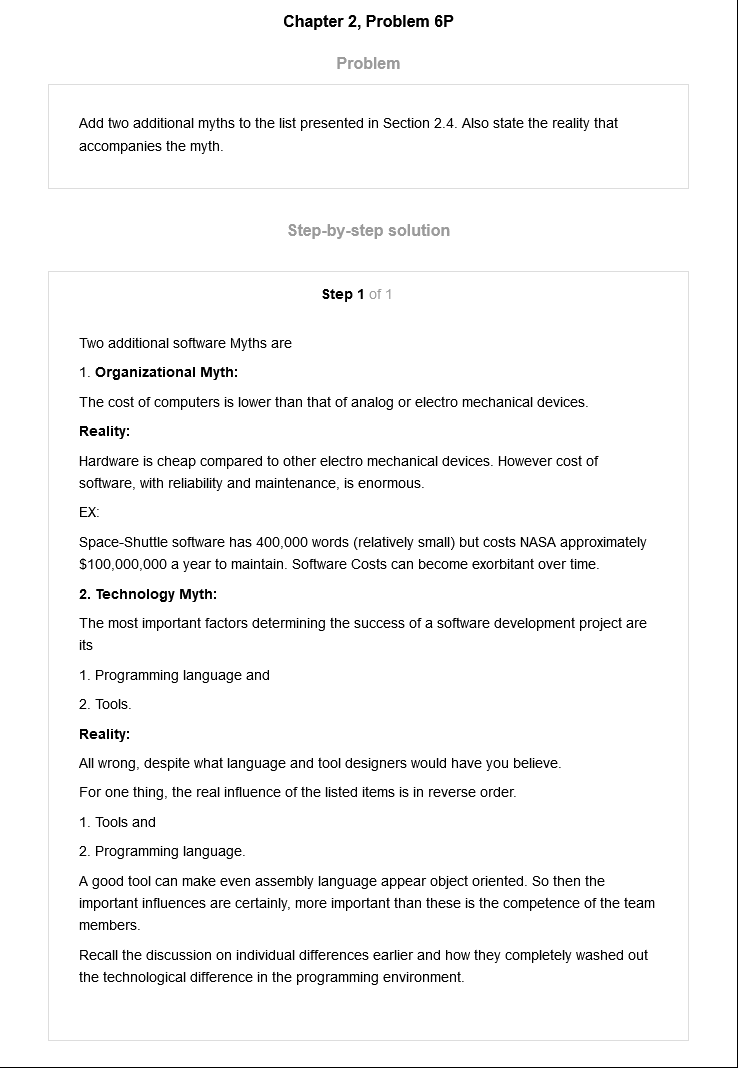 Chapter 2, Problem 6P
Problem
Add two additional myths to the list presented in Section 2.4. Also state the reality that
accompanies the myth.
Step-by-step solution
Step 1 of 1
Two additional software Myths are
1. Organizational Myth:
The cost of computers is lower than that of analog or electro mechanical devices.
Reality:
Hardware is cheap compared to other electro mechanical devices. However cost of
software, with reliability and maintenance, is enormous.
EX:
Space-Shuttle software has 400,000 words (relatively small) but costs NASA approximately
$100,000,000 a year to maintain. Software Costs can become exorbitant over time.
2. Technology Myth:
The most important factors determining the success of a software development project are
its
1. Programming language and
2. Tools.
Reality:
All wrong, despite what language and tool designers would have you believe.
For one thing, the real influence of the listed items is in reverse order.
1. Tools and
2. Programming language.
A good tool can make even assembly language appear object oriented. So then the
important influences are certainly, more important than these is the competence of the team
members.
Recall the discussion on individual differences earlier and how they completely washed out
the technological difference in the programming environment.